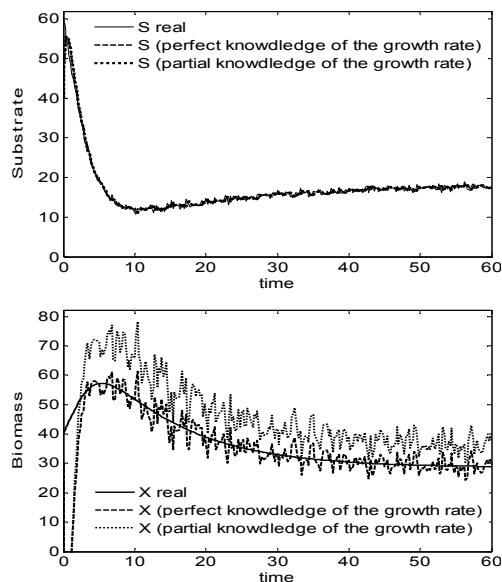 60
50
40
30
20
10
0
Substrate
S real
S (perfect knowdledge of the growth rate)
S (partial knowdledge of the growth rate)
0 10 20 30 40 50 60
time
80
70
60
50
40
30
20
10
0
Biomass
X real
X (perfect knowledge of the growth rate)
X (partial knowledge of the growth rate)
0 10 20 30 40 50 60
time